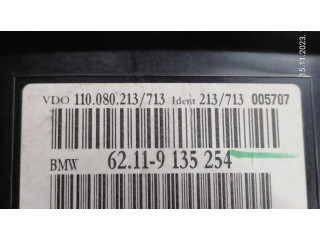 15.11.2023.
VDO 110.080.213/713 Ident 213/713 005707
BMW 62.11-9 135 254